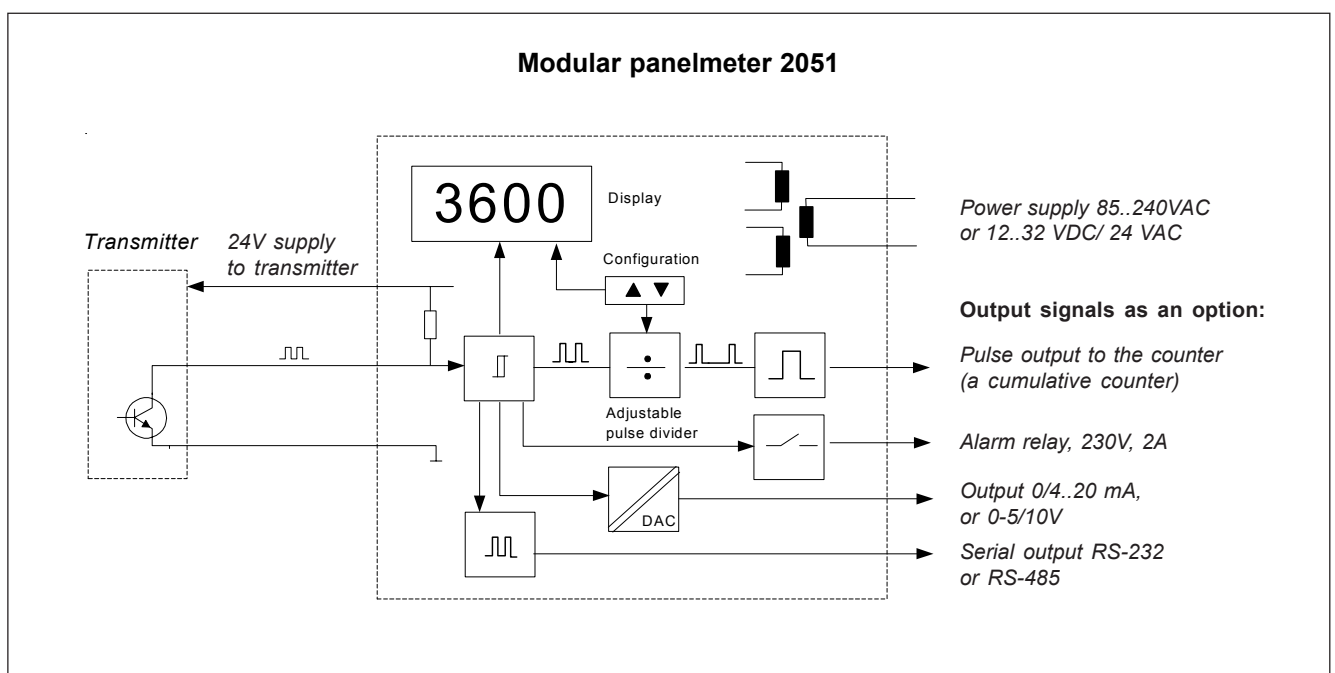 Modular panelmeter 2051
3600
Display
Power supply 85..240VAC
or 12..32 VDC/ 24 VAC
Transmitter
24V supply
to transmitter
Configuration
Output signals as an option:
Pulse output to the counter
(a cumulative counter)
Adjustable
pulse divider
Alarm relay, 230V, 2A
DAC
Output 0/4..20 mA,
or 0-5/10V
Serial output RS-232
or RS-485